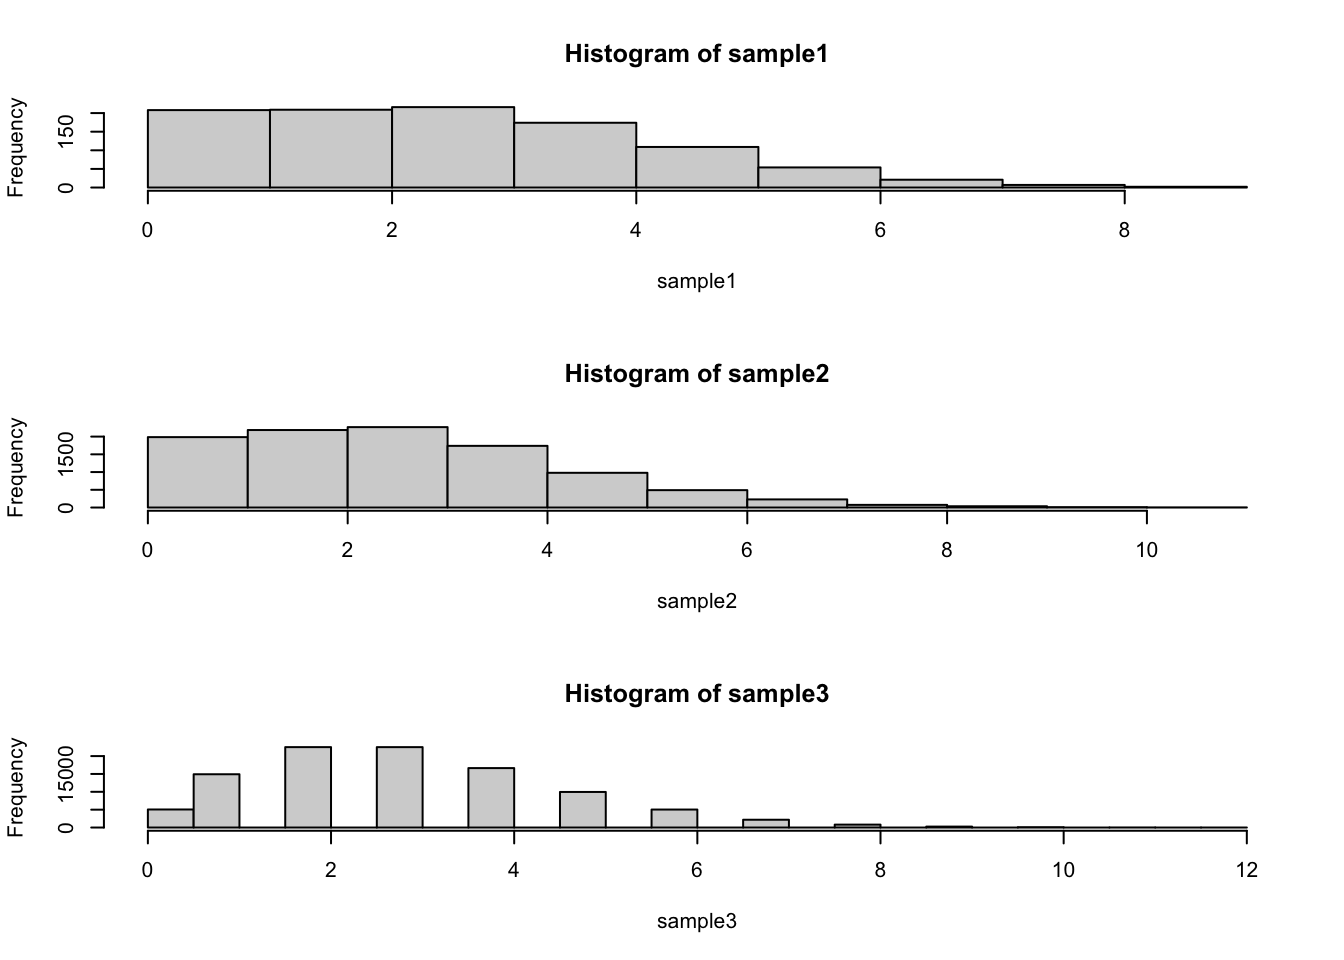 Histogram of sample1
Frequency
0 150
0 2 4 6 8
sample1
Histogram of sample2
Frequency
0 1500
0 2 4 6 8 10
sample2
Histogram of sample3
Frequency
0 15000
0 2 4 6 8 10 12
sample3